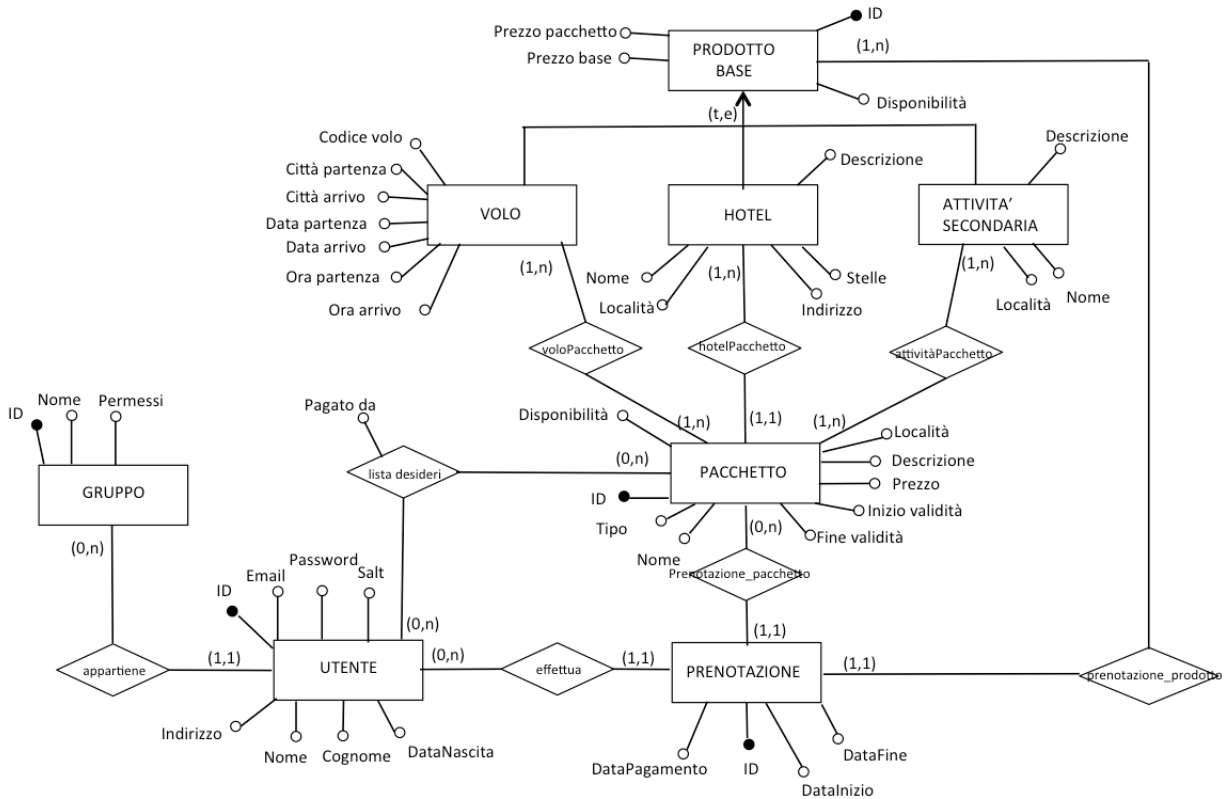 ID
Prezzo pacchetto
(1,n)
PRODOTTO
BASE
Prezzo base
Disponibilità
(t,e)
Codice volo
Descrizione
Descrizione
Città partenza
Città arrivo
VOLO
HOTEL
ATTIVITA’
SECONDARIA
Data partenza
Data arrivo
Ora partenza
(1,n)
Nome
(1,n)
Stelle
(1,n)
Ora arrivo
Località
Indirizzo
Località
Nome
voloPacchetto
hotelPacchetto
attivitàPacchetto
ID
Nome
Permessi
Pagato da
Disponibilità
(1,n)
(1,1)
(1,n)
Località
GRUPPO
lista desideri
(0,n)
PACCHETTO
Descrizione
Prezzo
ID
Inizio validità
Tipo
(0,n)
Fine validità
Nome
(0,n)
Password
Prenotazione_pacchetto
ID
Email
Salt
(0,n)
(1,1)
appartiene
(1,1)
UTENTE
(0,n)
effettua
(1,1)
PRENOTAZIONE
(1,1)
prenotazione_prodotto
Indirizzo
Nome
Cognome
DataNascita
DataPagamento
ID
DataInizio
DataFine